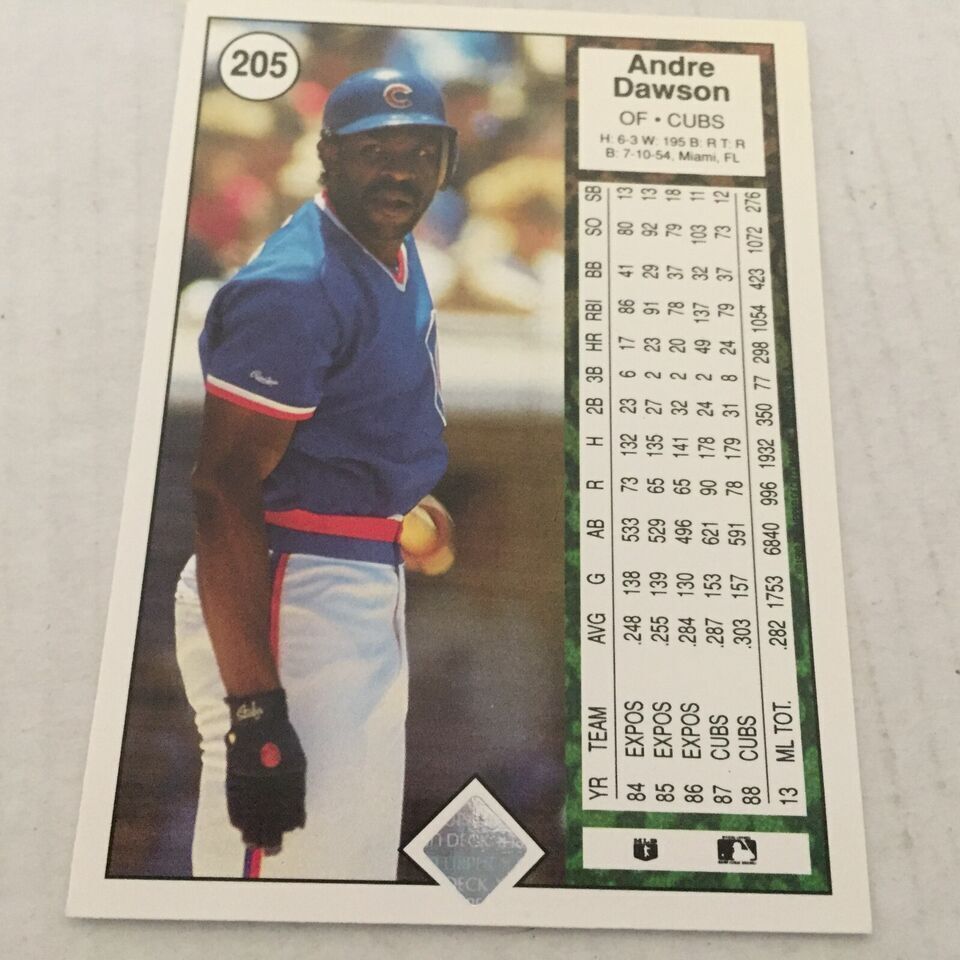 205
Andre
Dawson
OF • CUBS
H: 6-3 W: 195 B: R T: R
B: 7-10-54, Miami, FL
YR TEAM AVG G AB R H 2B 3B HR RBI BB SO SB
84 EXPOS .248 138 533 73 132 23 6 17 86 41 80 13
85 EXPOS .255 139 529 65 135 27 2 23 91 29 92 13
86 EXPOS .284 130 496 65 141 32 2 20 78 37 79 18
87 CUBS .287 153 621 90 178 24 2 49 137 32 103 11
88 CUBS .303 157 591 78 179 31 8 24 79 37 73 12
13 ML TOT. .282 1753 6840 996 1932 350 77 298 1054 423 1072 276
C
DECK
DECK